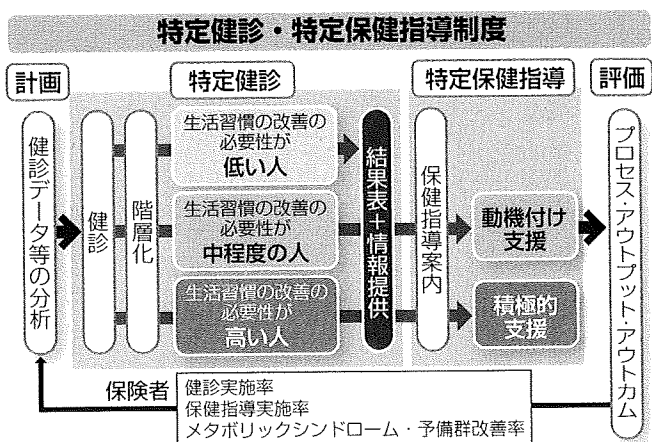 特定健診・特定保健指導制度
計画
特定健診
特定保健指導
評価
健診データ等の分析
健診
階層化
生活習慣の改善の
必要性が
低い人
生活習慣の改善の
必要性が
中程度の人
生活習慣の改善の
必要性が
高い人
結果表＋情報提供
保健指導案内
動機付け
支援
積極的
支援
プロセス・アウトプット・アウトカム
保険者
健診実施率
保健指導実施率
メタボリックシンドローム・予備群改善率